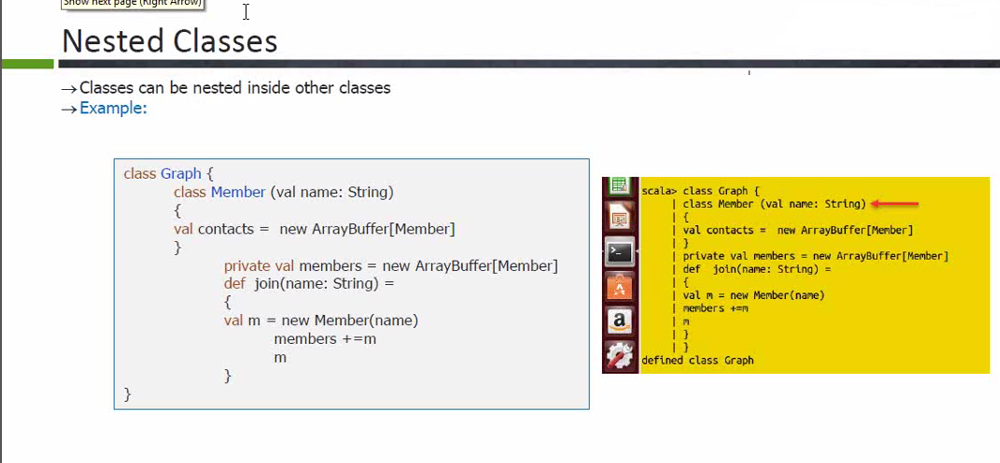 Show next page (Right Arrow)
Nested Classes
→Classes can be nested inside other classes
→Example:
class Graph {
class Member (val name: String)
{
val contacts =  new ArrayBuffer[Member]
}
private val members = new ArrayBuffer[Member]
def  join(name: String) =
{
val m = new Member(name)
members +=m
m
}
}
scala> class Graph {
| class Member (val name: String)
| {
| val contacts =  new ArrayBuffer[Member]
| }
| private val members = new ArrayBuffer[Member]
| def  join(name: String) =
| {
| val m = new Member(name)
| members +=m
| m
| }
| }
defined class Graph